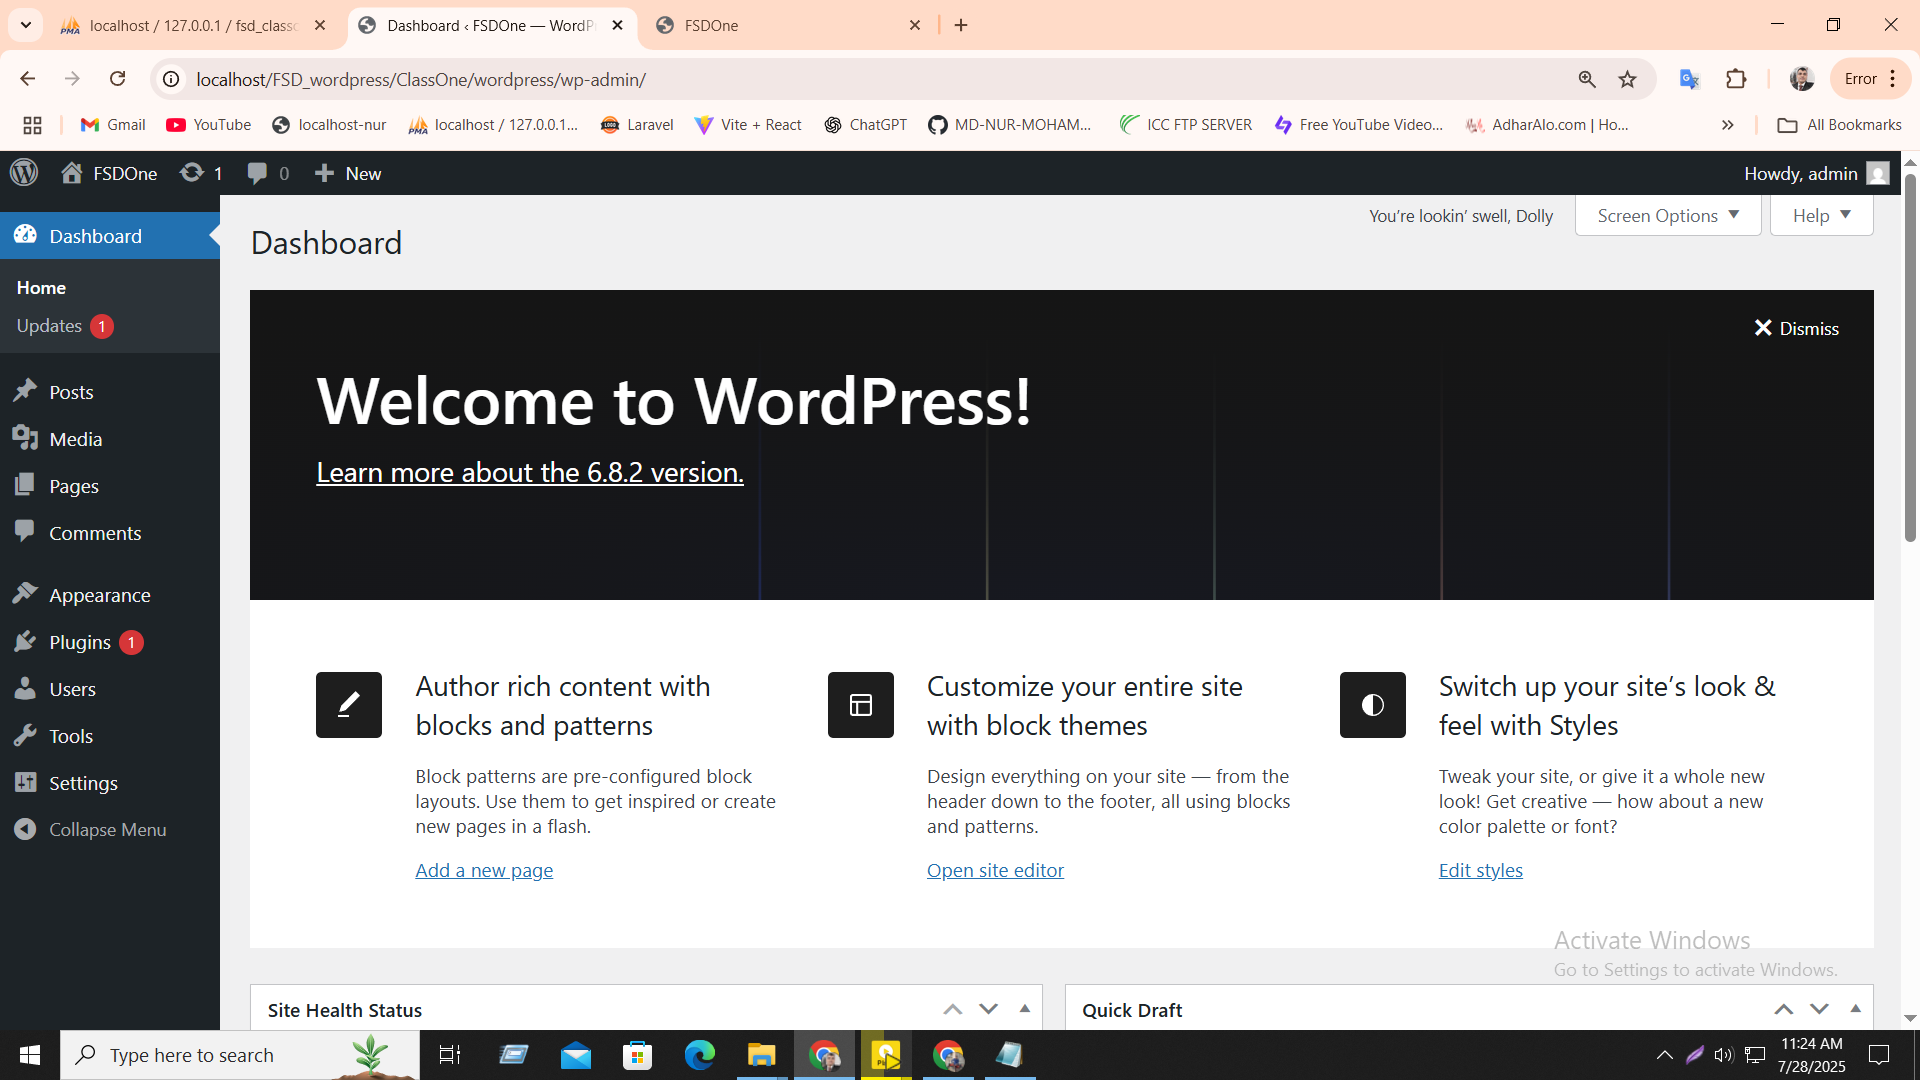 localhost / 127.0.0.1 / fsd_classo
Dashboard ‹ FSDOne — WordP
FSDOne
localhost/FSD_wordpress/ClassOne/wordpress/wp-admin/
Error
Gmail
YouTube
localhost-nur
localhost / 127.0.0.1...
Laravel
Vite + React
ChatGPT
MD-NUR-MOHAM...
ICC FTP SERVER
Free YouTube Video...
AdharAlo.com | Ho...
All Bookmarks
FSDOne
1
0
New
Howdy, admin
Dashboard
Home
Updates 1
Posts
Media
Pages
Comments
Appearance
Plugins 1
Users
Tools
Settings
Collapse Menu
You’re lookin’ swell, Dolly
Screen Options
Help
Dashboard
Dismiss
Welcome to WordPress!
Learn more about the 6.8.2 version.
Author rich content with
blocks and patterns
Block patterns are pre-configured block
layouts. Use them to get inspired or create
new pages in a flash.
Add a new page
Customize your entire site
with block themes
Design everything on your site — from the
header down to the footer, all using blocks
and patterns.
Open site editor
Switch up your site’s look &
feel with Styles
Tweak your site, or give it a whole new
look! Get creative — how about a new
color palette or font?
Edit styles
Activate Windows
Go to Settings to activate Windows.
Site Health Status
Quick Draft
Type here to search
11:24 AM
7/28/2025